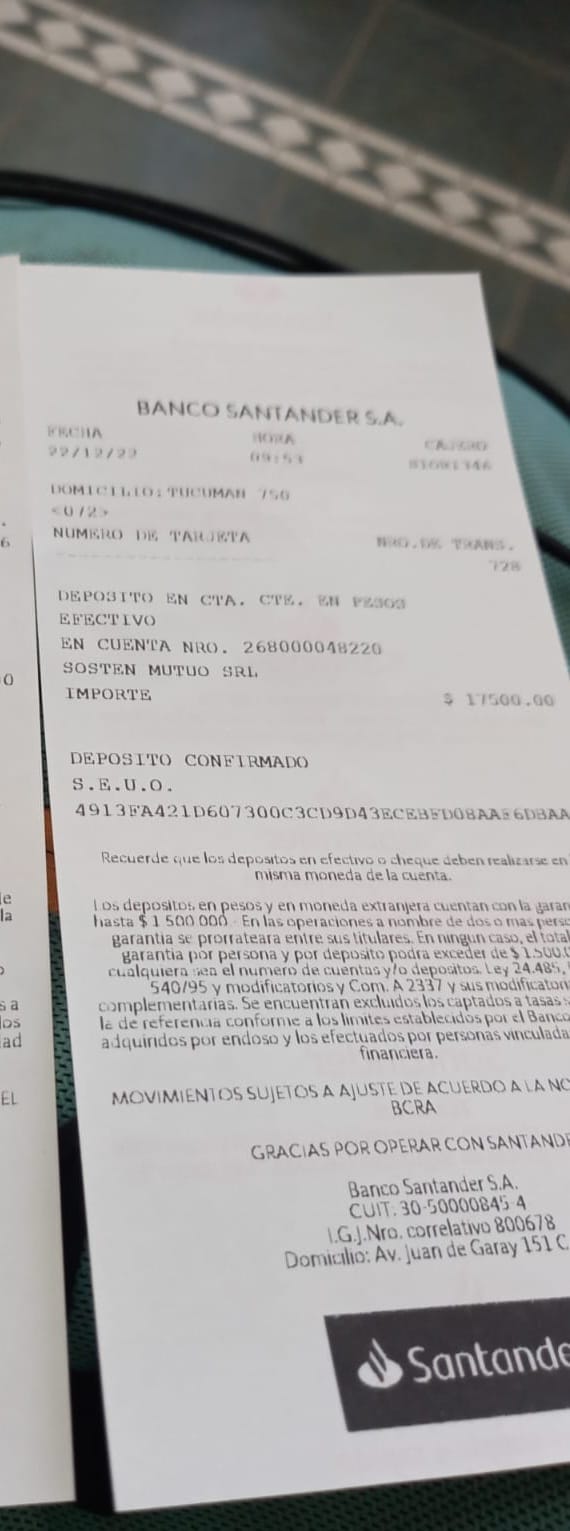 BANCO SANTANDER S.A.
FECHA HORA CAJERO
22/12/22 09:53
DOMICILIO: TUCUMAN 750
<072>
NUMERO DE TARJETA NRO.DE TRANS.
728
DEPOSITO EN CTA. CTE. EN PESOS
EFECTIVO
EN CUENTA NRO. 268000048220
SOSTEN MUTUO SRL
IMPORTE $ 17500.00
DEPOSITO CONFIRMADO
S.E.U.O.
Recuerde que los depositos en efectivo o cheque deben realizarse en
misma moneda de la cuenta.
Los depositos en pesos y en moneda extranjera cuentan con la garan
hasta $ 1 500 000.- En las operaciones a nombre de dos o mas perso
garantia se prorrateara entre sus titulares. En ningun caso, el total
garantia por persona y por deposito podra exceder de $ 1.500.0
cualquiera sea el numero de cuentas y/o depositos. Ley 24.485,
540/95 y modificatorios y Com. A 2337 y sus modificatori
complementarias. Se encuentran excluidos los captados a tasas s
la de referencia conforme a los limites establecidos por el Banco
adquiridos por endoso y los efectuados por personas vinculada
financiera.
MOVIMIENTOS SUJETOS A AJUSTE DE ACUERDO A LA NO
BCRA
GRACIAS POR OPERAR CON SANTANDE
Banco Santander S.A.
CUIT. 30-50000845-4
I.G.J.Nro. correlativo 800678
Domicilio: Av. Juan de Garay 151 C.
Santande